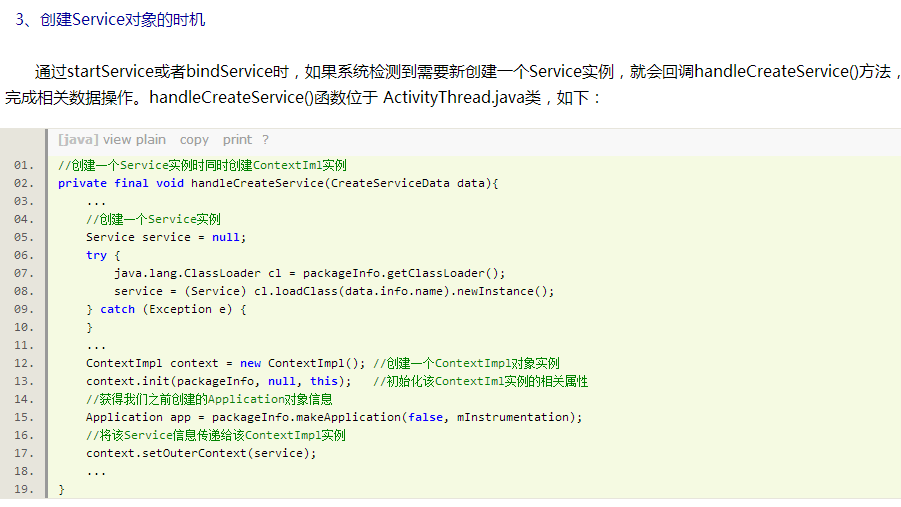 3、创建Service对象的时机
通过startService或者bindService时，如果系统检测到需要新创建一个Service实例，就会回调handleCreateService()方法，
完成相关数据操作。handleCreateService()函数位于 ActivityThread.java类，如下：
[java] view plain copy print ?
01. //创建一个Service实例时同时创建ContextIml实例
02. private final void handleCreateService(CreateServiceData data){
03. ...
04. //创建一个Service实例
05. Service service = null;
06. try {
07. java.lang.ClassLoader cl = packageInfo.getClassLoader();
08. service = (Service) cl.loadClass(data.info.name).newInstance();
09. } catch (Exception e) {
10. }
11. ...
12. ContextImpl context = new ContextImpl(); //创建一个ContextImpl对象实例
13. context.init(packageInfo, null, this); //初始化该ContextIml实例的相关属性
14. //获得我们之前创建的Application对象信息
15. Application app = packageInfo.makeApplication(false, mInstrumentation);
16. //将该Service信息传递给该ContextImpl实例
17. context.setOuterContext(service);
18. ...
19. }